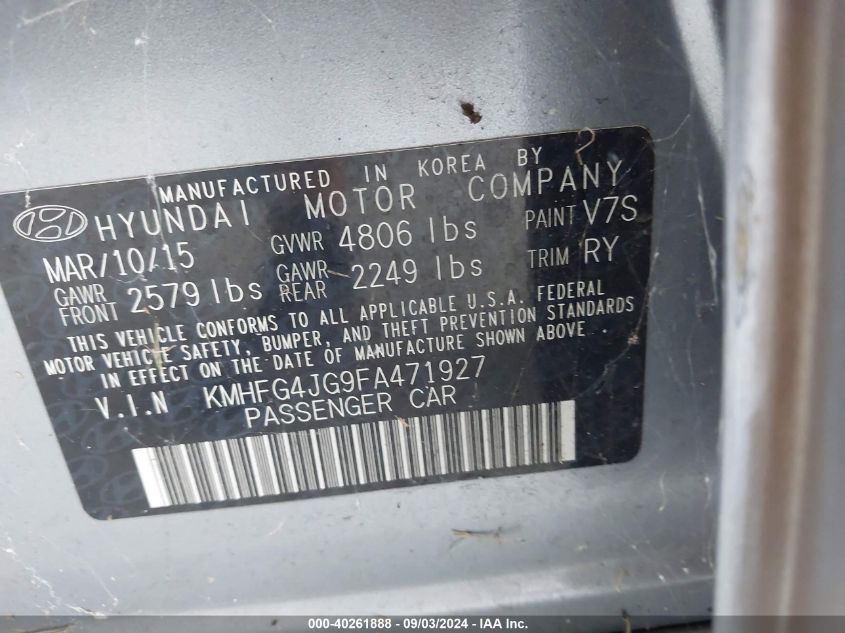 MANUFACTURED IN KOREA BY
HYUNDAI MOTOR COMPANY
MAR/10/15 GVWR 4806 lbs PAINT V7S
GAWR FRONT 2579 lbs GAWR REAR 2249 lbs TRIM RY
THIS VEHICLE CONFORMS TO ALL APPLICABLE U.S.A. FEDERAL
MOTOR VEHICLE SAFETY, BUMPER, AND THEFT PREVENTION STANDARDS
IN EFFECT ON THE DATE OF MANUFACTURE SHOWN ABOVE
V.I.N KMHFG4JG9FA471927
PASSENGER CAR
000-40261888 - 09/03/2024 - IAA Inc.